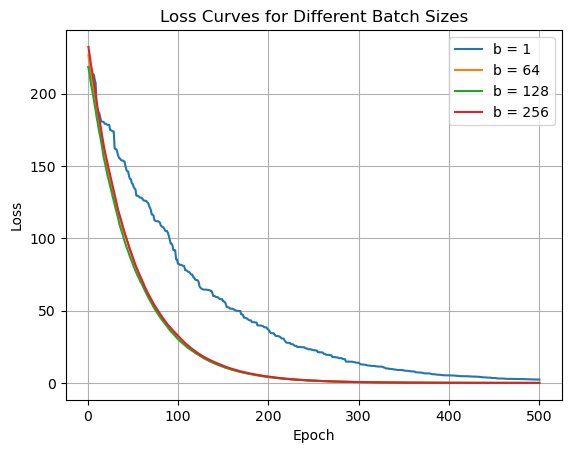 Loss Curves for Different Batch Sizes
b = 1
b = 64
b = 128
b = 256
200
150
100
50
0
Loss
0 100 200 300 400 500
Epoch